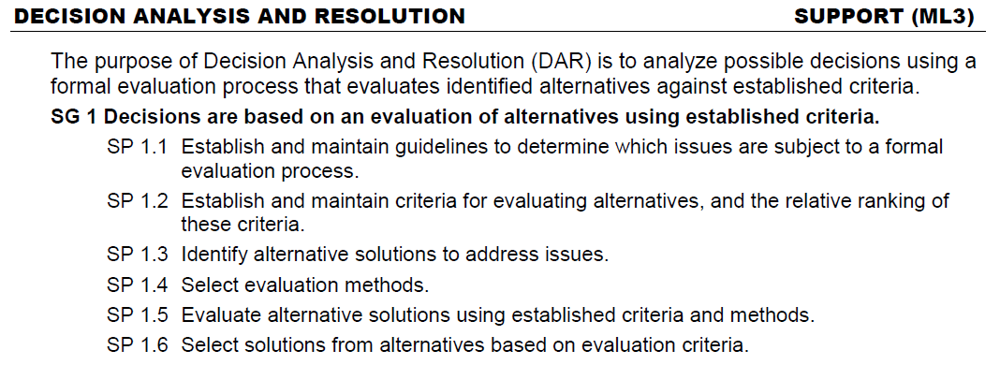 DECISION ANALYSIS AND RESOLUTION SUPPORT (ML3)
The purpose of Decision Analysis and Resolution (DAR) is to analyze possible decisions using a
formal evaluation process that evaluates identified alternatives against established criteria.
SG 1 Decisions are based on an evaluation of alternatives using established criteria.
SP 1.1 Establish and maintain guidelines to determine which issues are subject to a formal
evaluation process.
SP 1.2 Establish and maintain criteria for evaluating alternatives, and the relative ranking of
these criteria.
SP 1.3 Identify alternative solutions to address issues.
SP 1.4 Select evaluation methods.
SP 1.5 Evaluate alternative solutions using established criteria and methods.
SP 1.6 Select solutions from alternatives based on evaluation criteria.